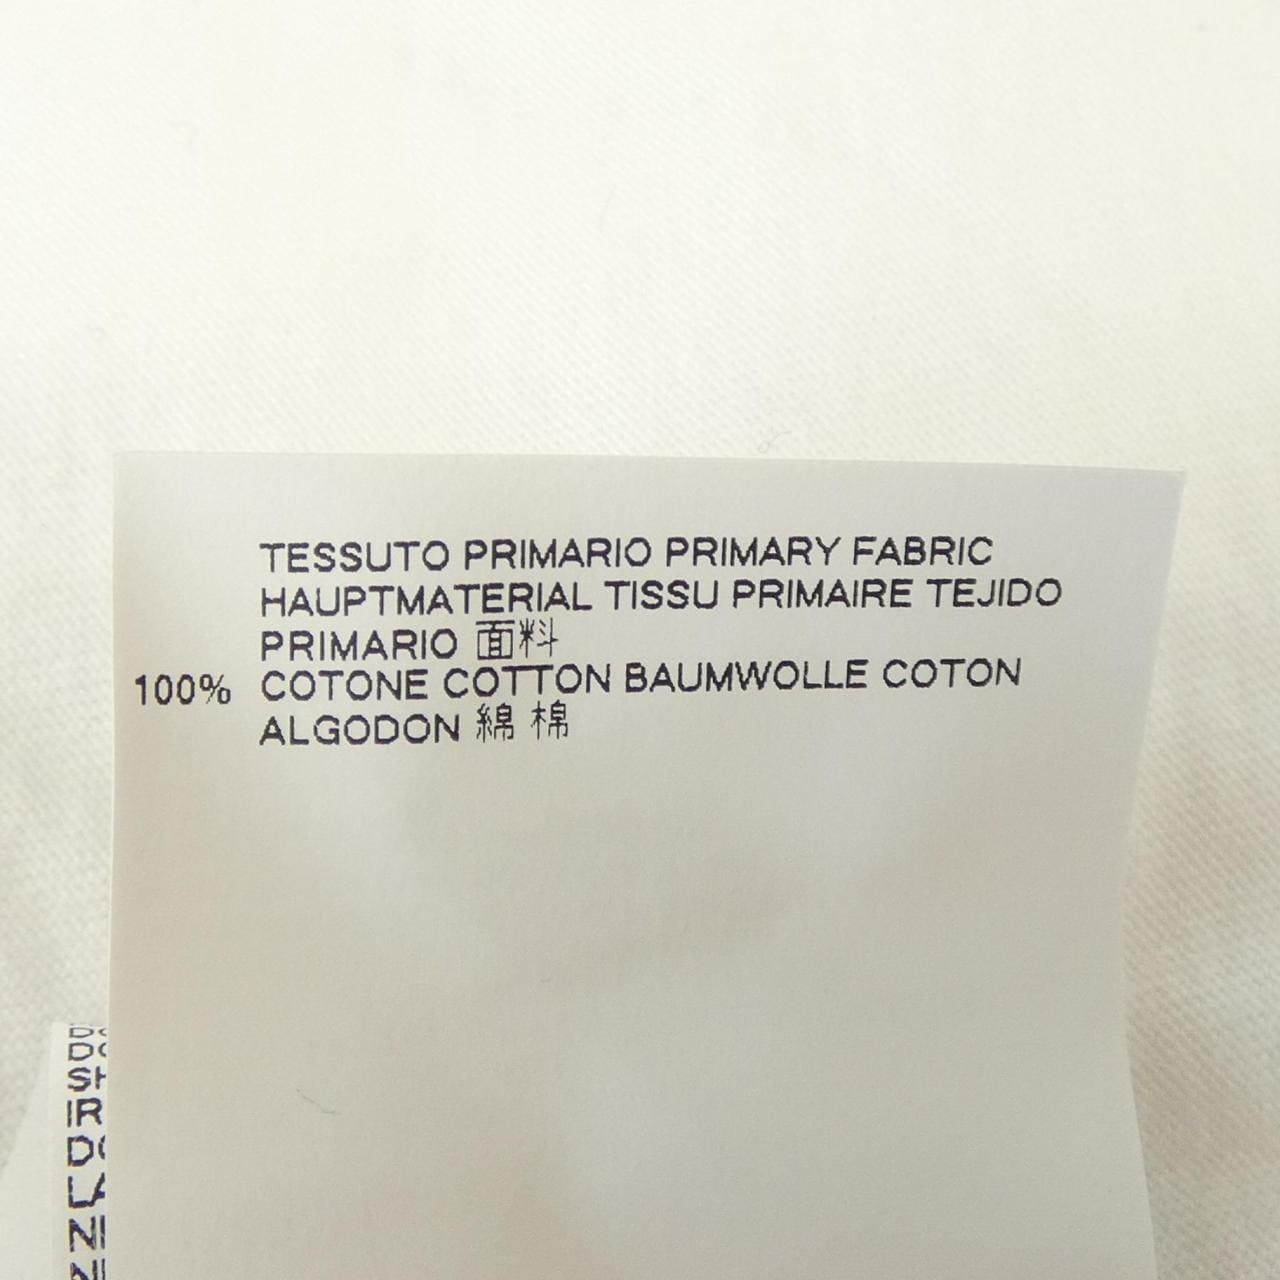 TESSUTO PRIMARIO PRIMARY FABRIC
HAUPTMATERIAL TISSU PRIMAIRE TEJIDO
PRIMARIO 面料
100% COTONE COTTON BAUMWOLLE COTON
ALGODON 綿 棉